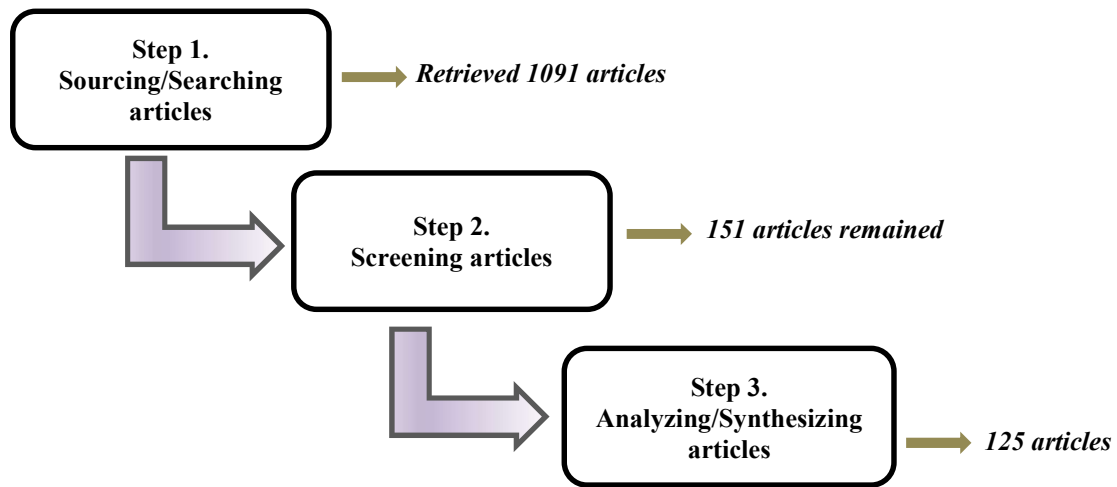 Step 1.
Sourcing/Searching
articles
Retrieved 1091 articles
Step 2.
Screening articles
151 articles remained
Step 3.
Analyzing/Synthesizing
articles
125 articles